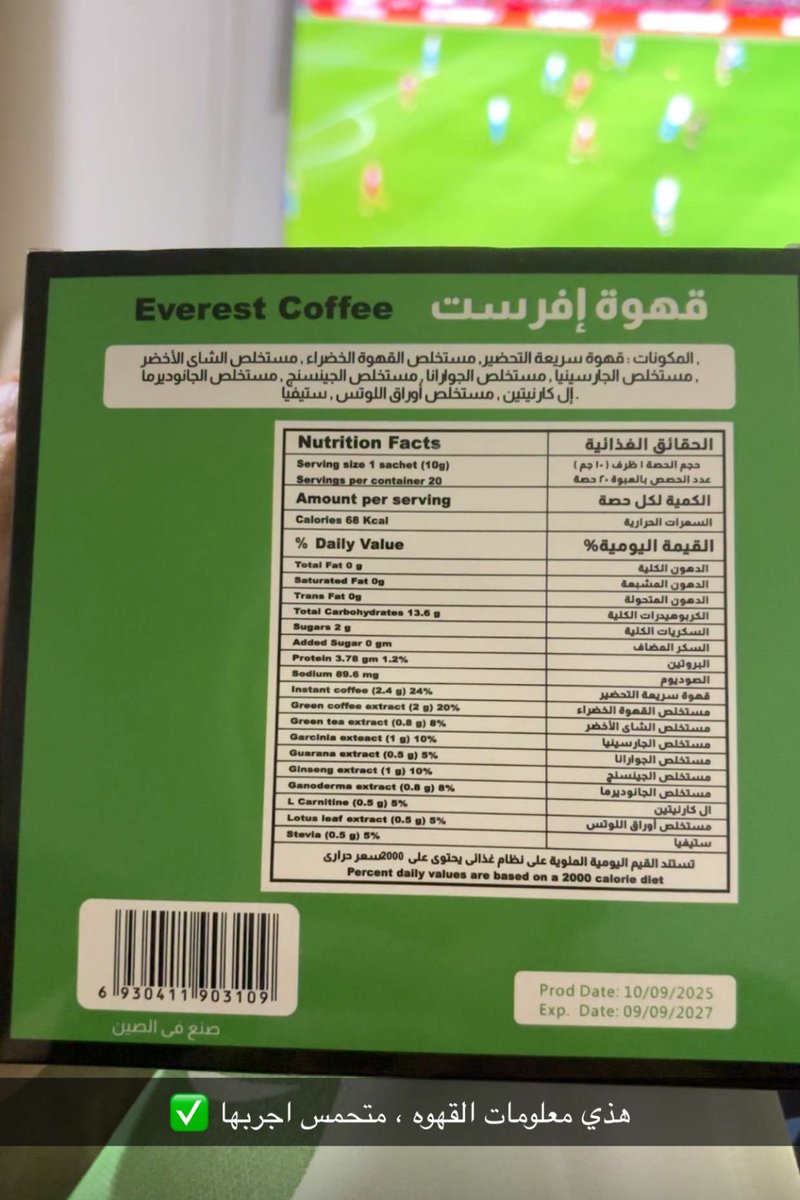 Everest Coffee قهوة إفرست
المكونات : قهوة سريعة التحضير, مستخلص القهوة الخضراء , مستخلص الشاى الأخضر ,
مستخلص الجارسينيا , مستخلص الجوارانا , مستخلص الجينسنج , مستخلص الجانوديرما ,
إل كارنيتين , مستخلص أوراق اللوتس , ستيفيا .
Nutrition Facts الحقائق الغذائية
Serving size 1 sachet (10g) حجم الحصة ١ ظرف (١٠ جم )
Servings per container 20 عدد الحصص بالعبوة ٢٠ حصة
Amount per serving الكمية لكل حصة
Calories 68 Kcal السعرات الحرارية
% Daily Value القيمة اليومية%
Total Fat 0 g الدهون الكلية
Saturated Fat 0g الدهون المشبعة
Trans Fat 0g الدهون المتحولة
Total Carbohydrates 13.6 g الكربوهيدرات الكلية
Sugars 2 g السكريات الكلية
Added Sugar 0 gm السكر المضاف
Protein 3.78 gm 1.2% البروتين
Sodium 89.6 mg الصوديوم
Instant coffee (2.4 g) 24% قهوة سريعة التحضير
Green coffee extract (2 g) 20% مستخلص القهوة الخضراء
Green tea extract (0.8 g) 8% مستخلص الشاى الأخضر
Garcinia exteact (1 g) 10% مستخلص الجارسينيا
Guarana extract (0.5 g) 5% مستخلص الجوارانا
Ginseng extract (1 g) 10% مستخلص الجينسنج
Ganoderma extract (0.8 g) 8% مستخلص الجانوديرما
L Carnitine (0.5 g) 5% ال كارنيتين
Lotus leaf extract (0.5 g) 5% مستخلص أوراق اللوتس
Stevia (0.5 g) 5% ستيفيا
تستند القيم اليومية المئوية على نظام غذائى يحتوى على 2000سعر حرارى
Percent daily values are based on a 2000 calorie diet
6 930411 903109
صنع فى الصين
Prod Date: 10/09/2025
Exp. Date: 09/09/2027
هذي معلومات القهوه ، متحمس اجربها ✅